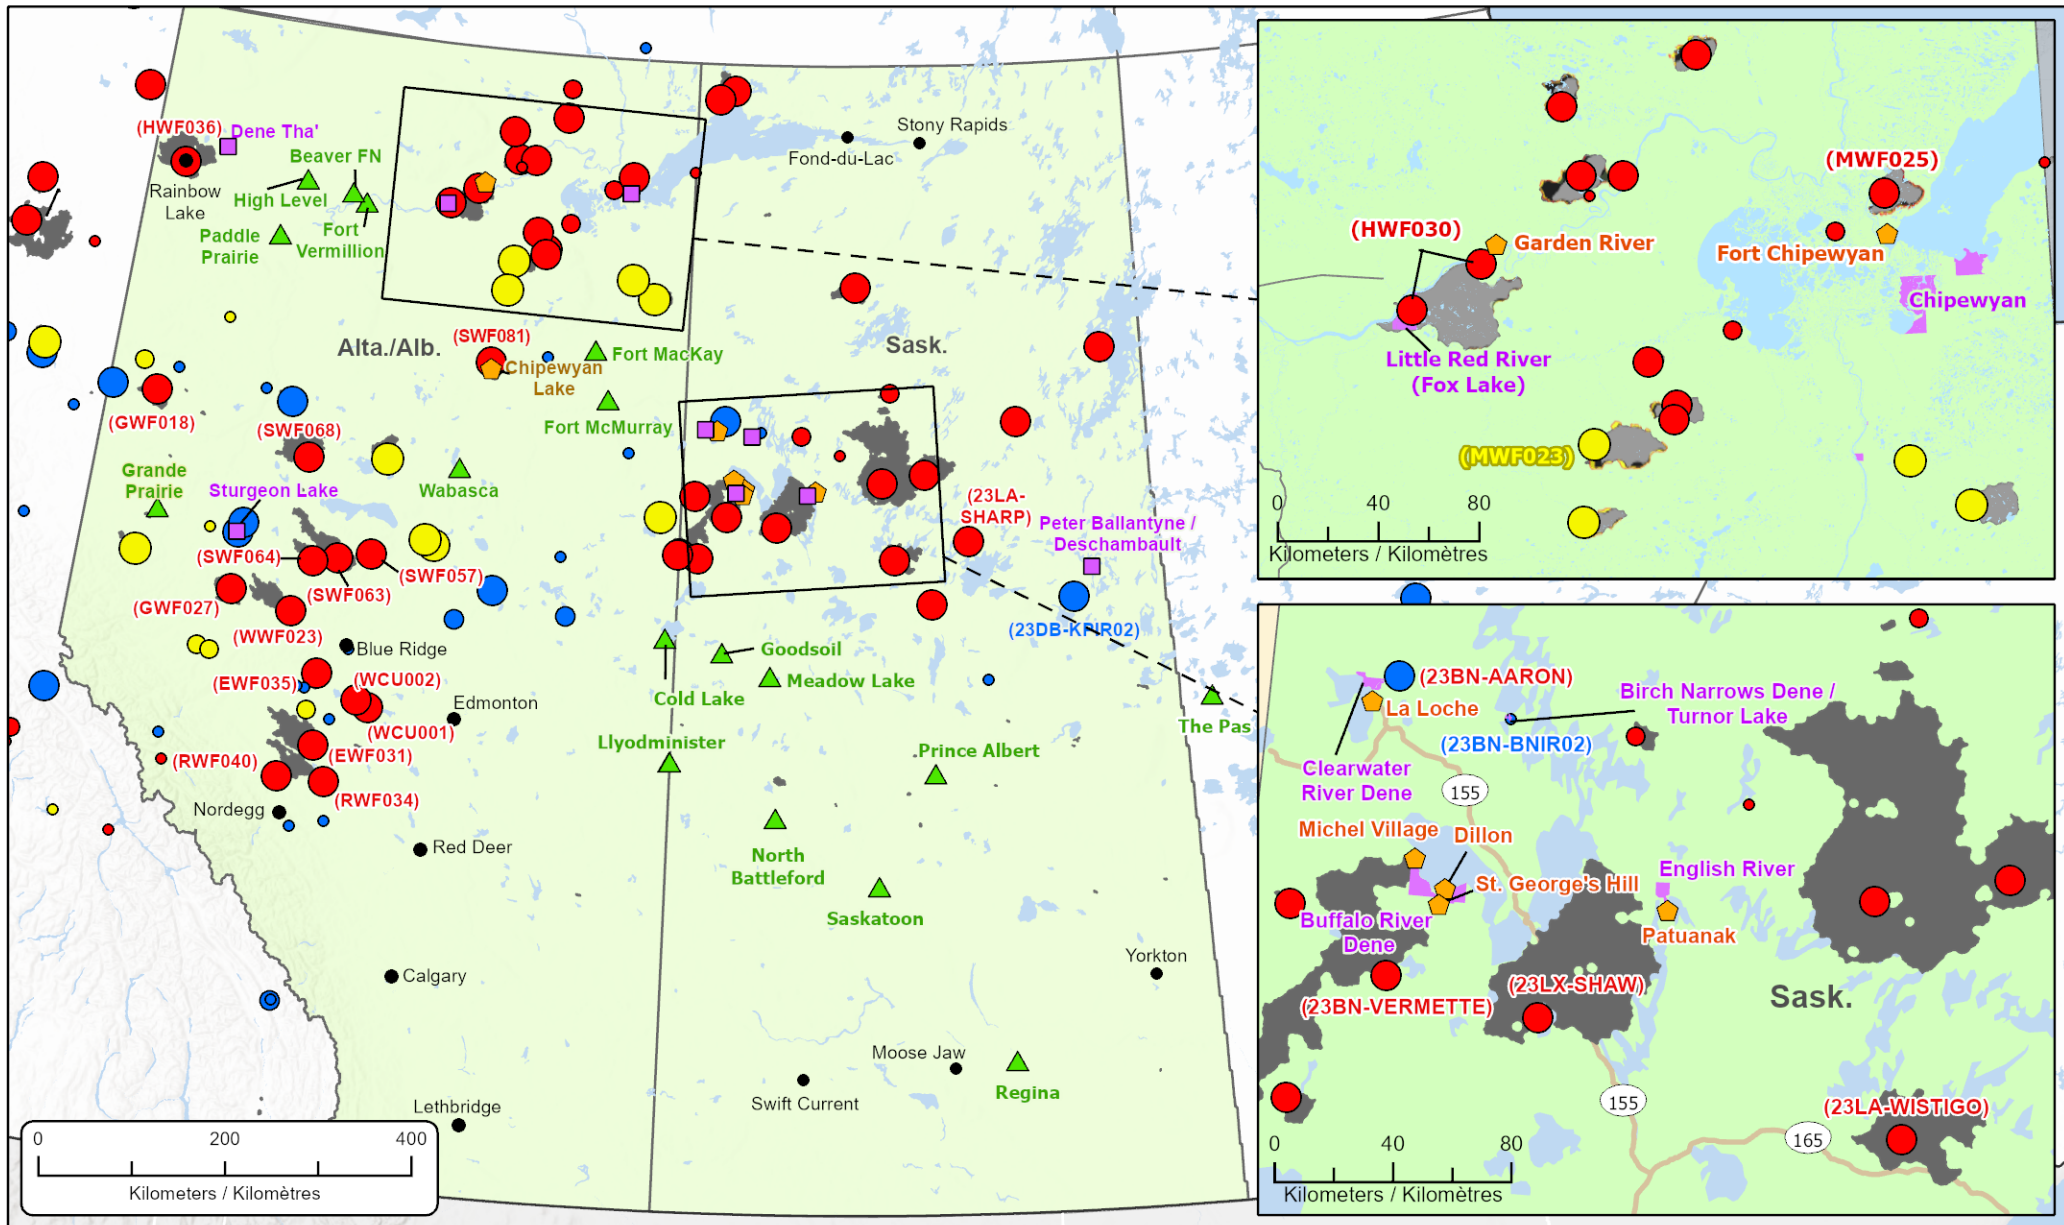 (HWF036)
Dene Tha'
Beaver FN
High Level
Rainbow
Lake
Paddle
Prairie
Fort
Vermillion
Stony Rapids
Fond-du-Lac
Alta./Alb.
(SWF081)
Chipewyan
Lake
Fort MacKay
Sask.
(GWF018)
(SWF068)
Fort McMurray
Grande
Prairie
Sturgeon Lake
Wabasca
(23LA-
SHARP)
Peter Ballantyne /
Deschambault
(SWF064)
(SWF057)
(SWF063)
(GWF027)
(WWF023)
(23DB-KPIR02)
Blue Ridge
Goodsoil
(EWF035)
(WCU002)
Meadow Lake
Cold Lake
Edmonton
(WCU001)
The Pas
Llyodminister
Prince Albert
(RWF040)
(EWF031)
(RWF034)
Nordegg
Red Deer
North
Battleford
Saskatoon
Calgary
Yorkton
Moose Jaw
Regina
Swift Current
Lethbridge
0 200 400
Kilometers / Kilomètres
(MWF025)
(HWF030)
Garden River
Fort Chipewyan
Chipewyan
Little Red River
(Fox Lake)
(MWF023)
0 40 80
Kilometers / Kilomètres
(23BN-AARON)
La Loche
Birch Narrows Dene /
Turnor Lake
(23BN-BNIR02)
Clearwater
River Dene
155
Michel Village
Dillon
English River
St. George's Hill
Buffalo River
Dene
Patuanak
(23LX-SHAW)
(23BN-VERMETTE)
Sask.
155
(23LA-WISTIGO)
165
0 40 80
Kilometers / Kilomètres